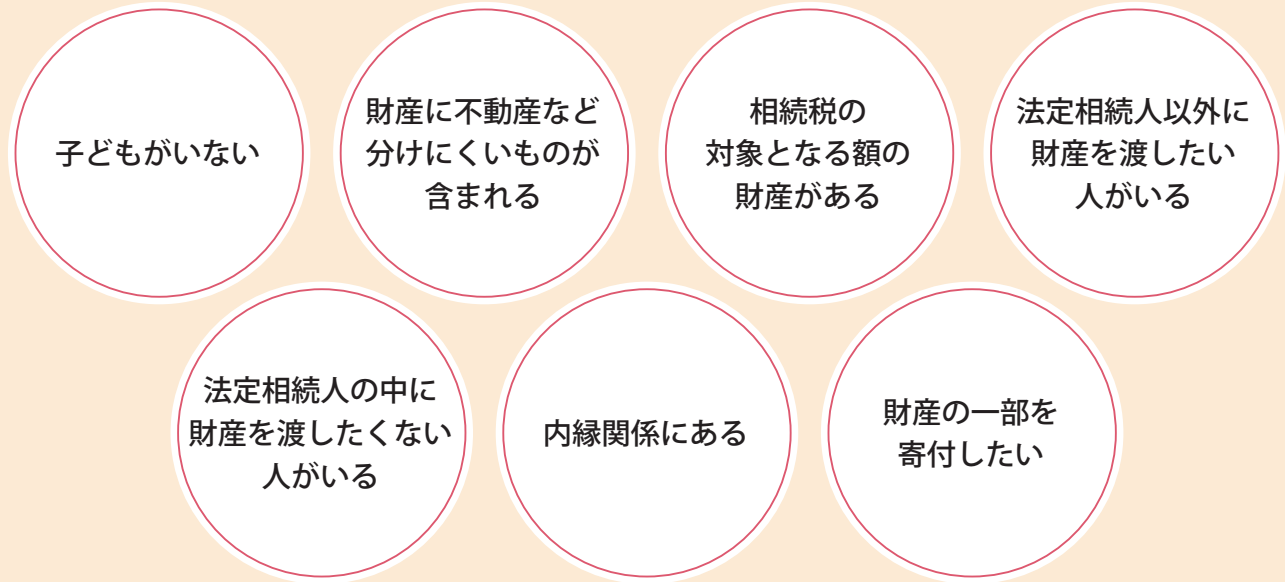 子どもがいない
財産に不動産など
分けにくいものが
含まれる
相続税の
対象となる額の
財産がある
法定相続人以外に
財産を渡したい
人がいる
法定相続人の中に
財産を渡したくない
人がいる
内縁関係にある
財産の一部を
寄付したい